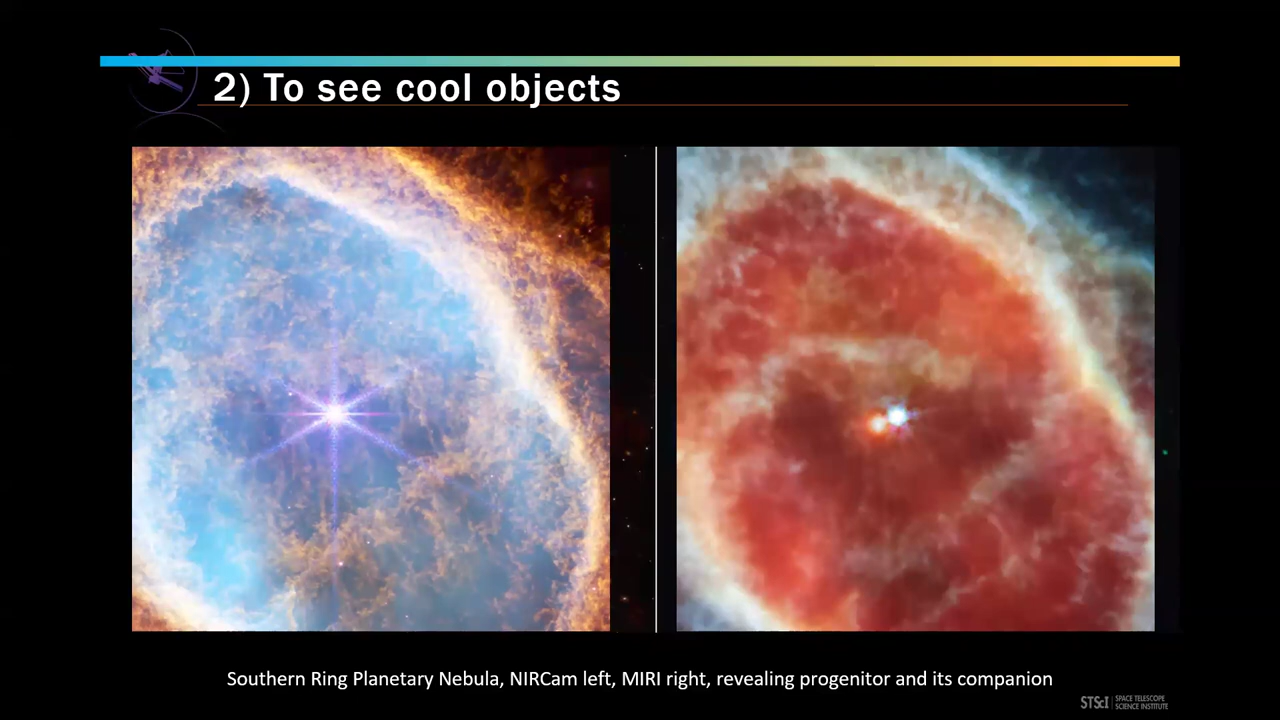 2) To see cool objects
Southern Ring Planetary Nebula, NIRCam left, MIRI right, revealing progenitor and its companion
STScI | SPACE TELESCOPE
SCIENCE INSTITUTE